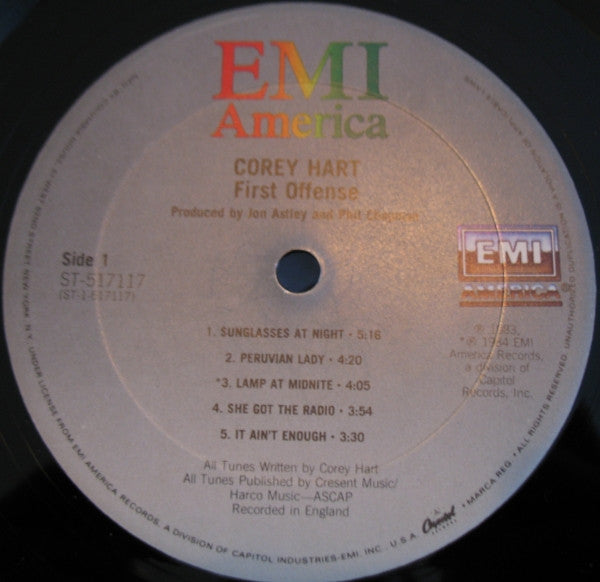 EMI
America
COREY HART
First Offense
Produced by Jon Astley and Phil Chapman
Side 1
ST-517117
(ST-1-517117)
EMI
AMERICA®
℗ 1983,
*℗ 1984 EMI
America Records,
a division of
Capitol
Records, Inc.
1. SUNGLASSES AT NIGHT · 5:16
2. PERUVIAN LADY · 4:20
*3. LAMP AT MIDNITE · 4:05
4. SHE GOT THE RADIO · 3:54
5. IT AIN'T ENOUGH · 3:30
All Tunes Written by Corey Hart
All Tunes Published by Cresent Music/
Harco Music—ASCAP
Recorded in England
NEW YORK, N.Y. UNDER LICENSE FROM EMI AMERICA RECORDS, A DIVISION OF CAPITOL INDUSTRIES-EMI, INC. U.S.A. Capitol RECORDS • MARCA REG. • ALL RIGHTS RESERVED. UNAUTHORIZED